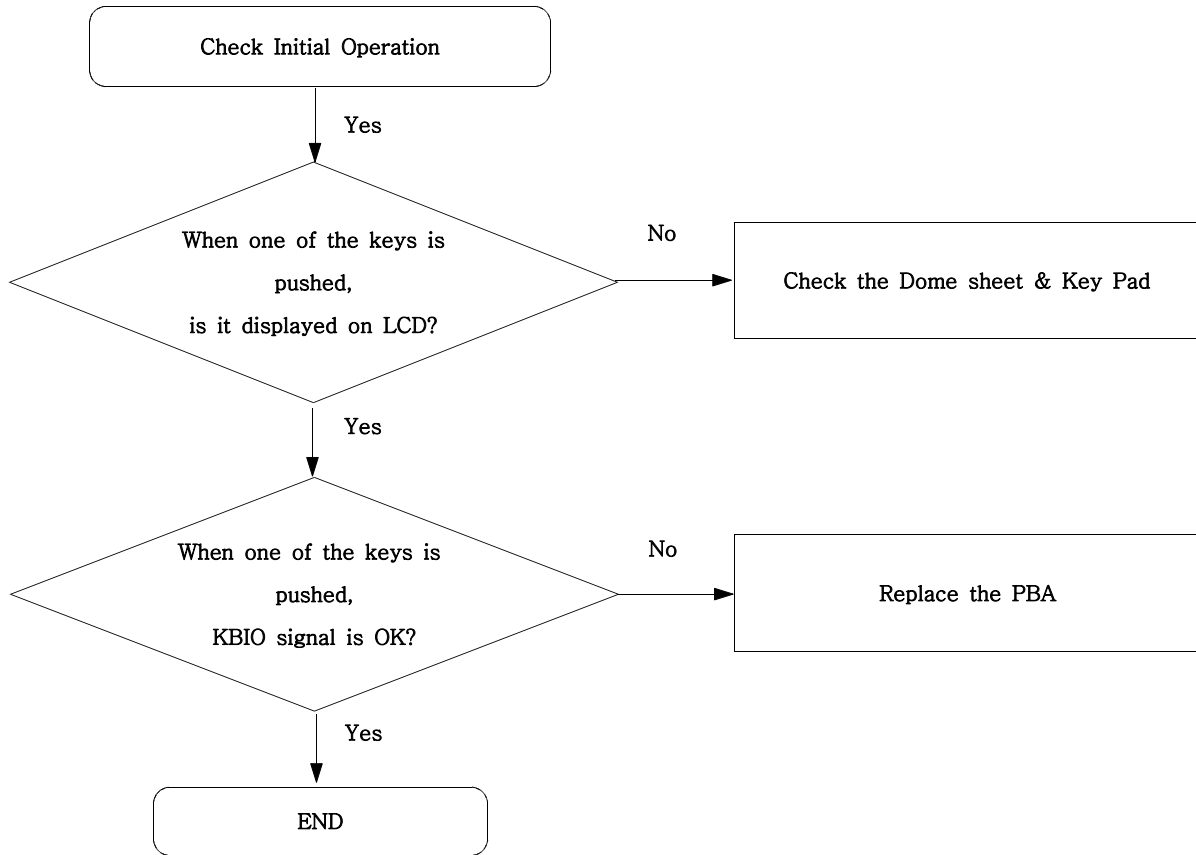 Check Initial Operation
Yes
When one of the keys is
pushed,
is it displayed on LCD?
No
Check the Dome sheet & Key Pad
Yes
When one of the keys is
pushed,
KBIO signal is OK?
No
Replace the PBA
Yes
END